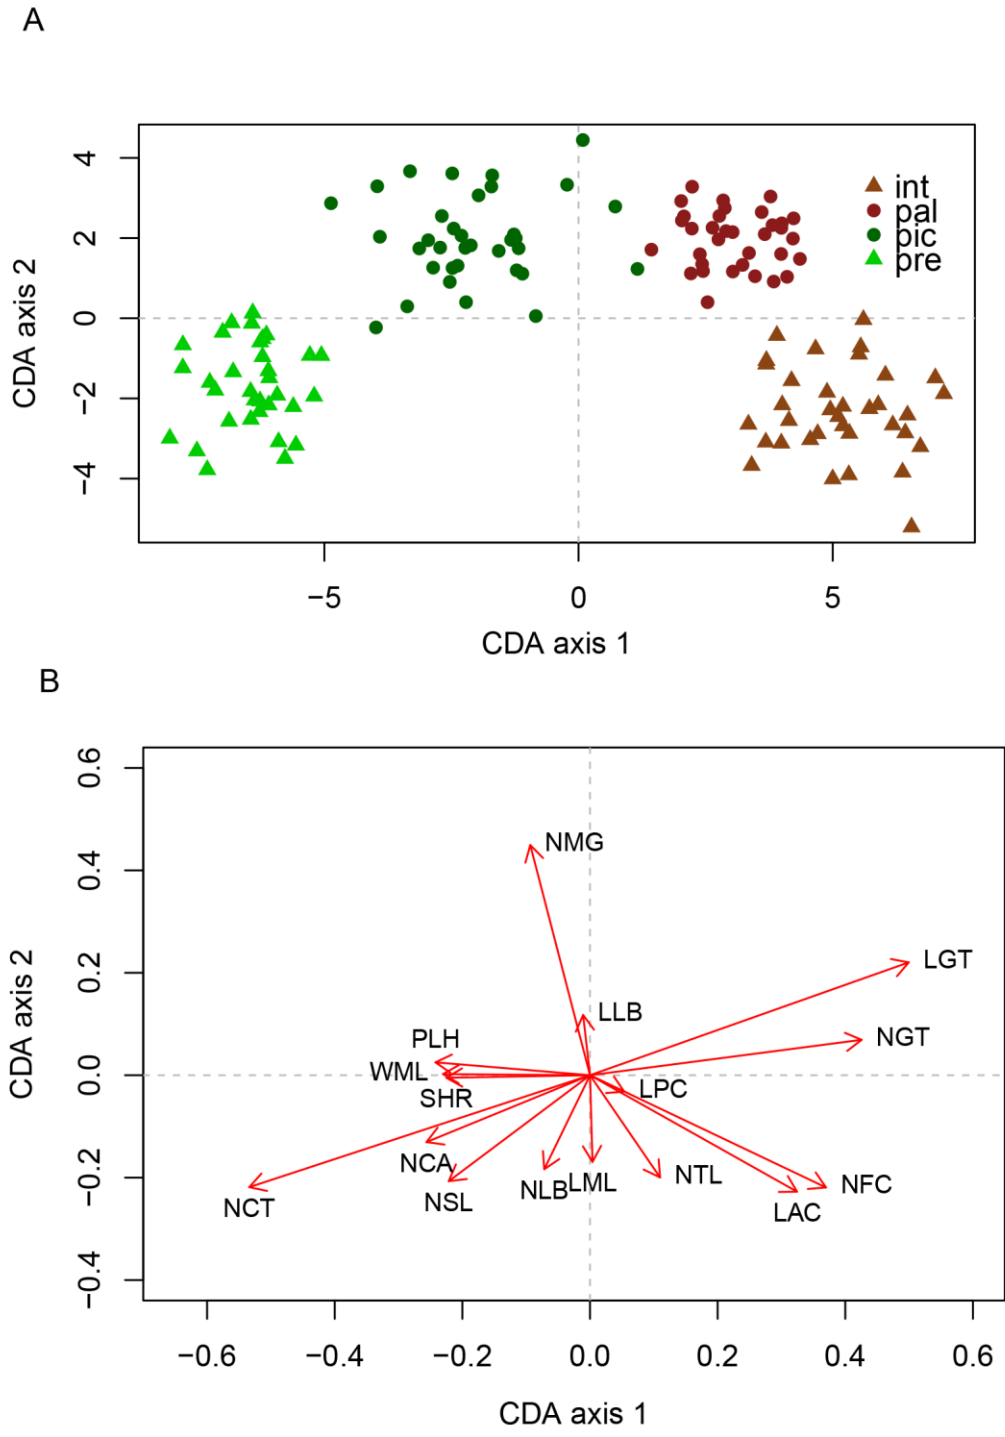 A
CDA axis 2
4
2
0
−2
−4
int
pal
pic
pre
−5
0
5
CDA axis 1
B
CDA axis 2
0.6
0.4
0.2
0.0
−0.2
−0.4
NMG
LGT
LLB
NGT
PLH
WML
LPC
SHR
NCA
NTL
NLB
LML
NFC
NSL
NCT
LAC
−0.6
−0.4
−0.2
0.0
0.2
0.4
0.6
CDA axis 1